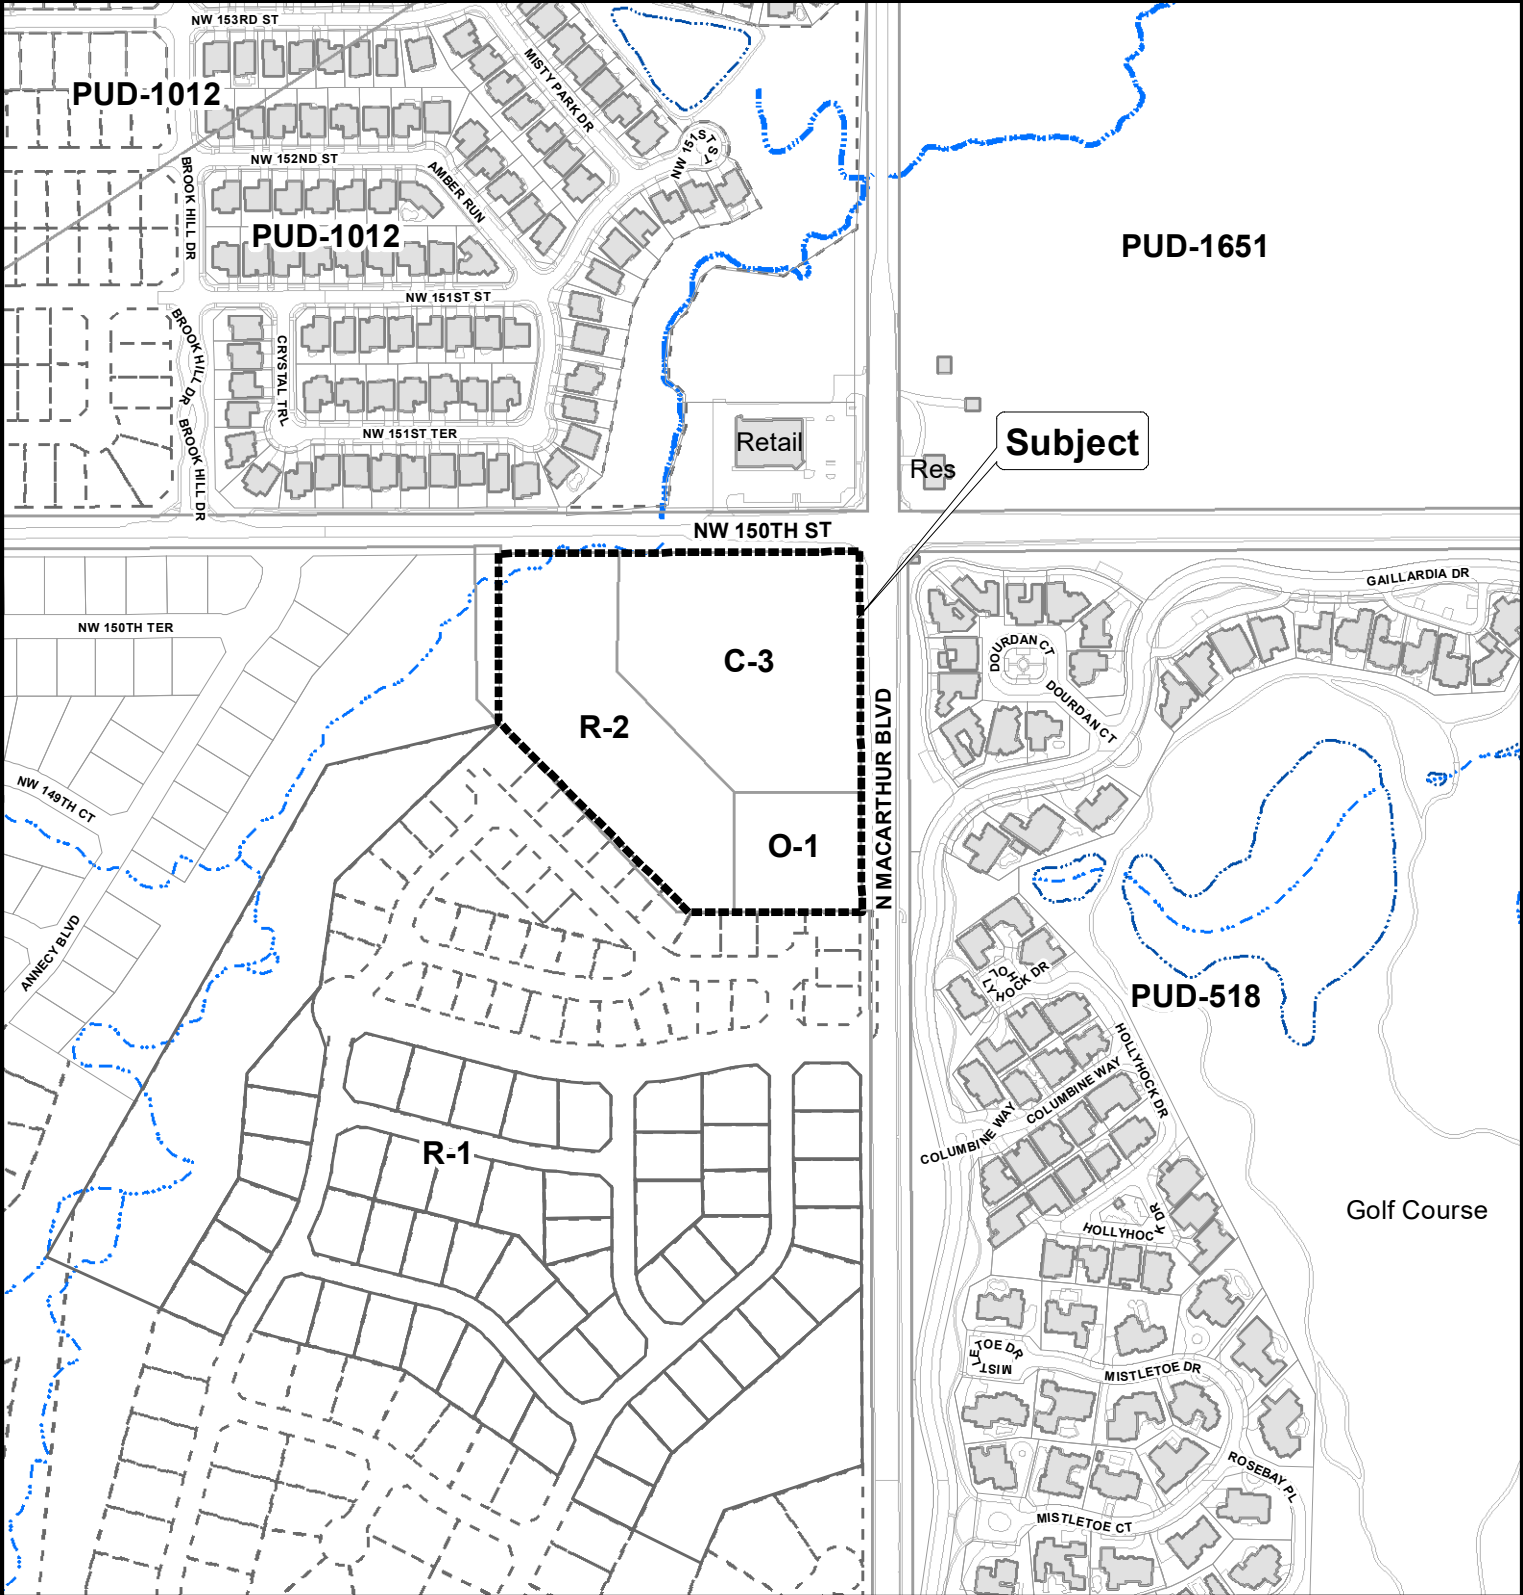 NW 153RD ST
PUD-1012
MISTY PARK DR
NW 151ST ST
NW 152ND ST
BROOK HILL DR
AMBER RUN
PUD-1012
PUD-1651
NW 151ST ST
BROOK HILL DR
CRYSTAL TRL
BROOK HILL DR
NW 151ST TER
Retail
Subject
Res
NW 150TH ST
GAILLARDIA DR
NW 150TH TER
DOURDAN CT
C-3
DOURDAN CT
R-2
N MACARTHUR BLVD
NW 149TH CT
O-1
ANNECY BLVD
HOLLYHOCK DR
PUD-518
HOLLYHOCK DR
COLUMBINE WAY
COLUMBINE WAY
R-1
Golf Course
HOLLYHOCK DR
MISTLETOE DR
MISTLETOE DR
ROSEBAY PL
MISTLETOE CT